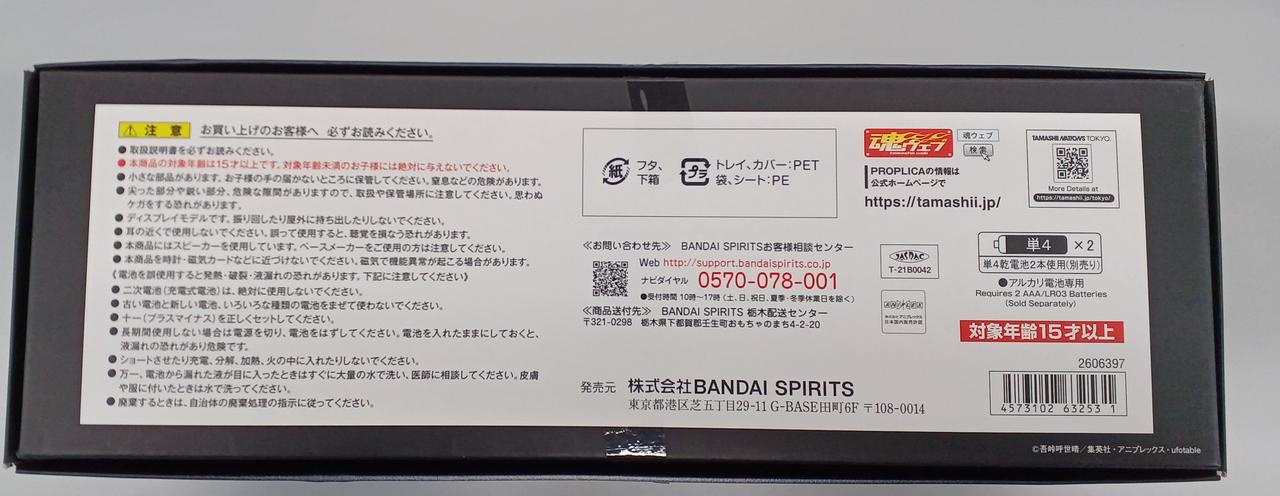 注意
お買い上げのお客様へ 必ずお読みください。
●取扱説明書を必ずお読みください。
●本商品の対象年齢は15才以上です。対象年齢未満のお子様には絶対に与えないでください。
●小さな部品があります。お子様の手の届かないところに保管してください。窒息などの危険があります。
●尖った部分や鋭い部分、危険な隙間がありますので、取扱や保管場所に注意してください。思わぬ
ケガをする恐れがあります。
●ディスプレイモデルです。振り回したり屋外に持ち出したりしないでください。
●耳の近くで使用しないでください。誤って使用すると、聴覚を損なう恐れがあります。
●本商品にはスピーカーを使用しています。ペースメーカーをご使用の方は注意してください。
●本商品を時計・磁気カードなどに近づけないでください。磁気で機能異常が起こる場合があります。
《電池を誤使用すると発熱・破裂・液漏れの恐れがあります。下記に注意してください》
●二次電池(充電式電池)は、絶対に使用しないでください。
●古い電池と新しい電池、いろいろな種類の電池をまぜて使わないでください。
●+−(プラスマイナス)を正しくセットしてください。
●長期間使用しない場合は電源を切り、電池をはずしてください。電池を入れたままにしておくと、
液漏れの恐れがあり危険です。
●ショートさせたり充電、分解、加熱、火の中に入れたりしないでください。
●万一、電池から漏れた液が目に入ったときはすぐに大量の水で洗い、医師に相談してください。皮膚
や服に付いたときは水で洗ってください。
●廃棄するときは、自治体の廃棄処理の指示に従ってください。
紙
フタ、
下箱
プラ
トレイ、カバー:PET
袋、シート:PE
≪お問い合わせ先≫ BANDAI SPIRITSお客様相談センター
Web http://support.bandaispirits.co.jp
ナビダイヤル 0570-078-001
●受付時間 10時〜17時(土、日、祝日、夏季・冬季休業日を除く)
≪商品送付先≫ BANDAI SPIRITS 栃木配送センター
〒321-0298 栃木県下都賀郡壬生町おもちゃのまち4-2-20
発売元 株式会社BANDAI SPIRITS
東京都港区芝五丁目29-11 G-BASE田町6F 〒108-0014
魂ウェブ
tamashii web
魂ウェブ
検索
PROPLICAの情報は
公式ホームページで
https://tamashii.jp/
TAMASHII NATIONS TOKYO.
More Details at
https://tamashii.jp/tokyo/
JASRAC
T-21B0042
ANIPLEX
株式会社アニプレックス
日本国内販売許諾
単4 ×2
単4乾電池2本使用(別売り)
●アルカリ電池専用
Requires 2 AAA/LR03 Batteries
(Sold Separately)
対象年齢15才以上
2606397
4573102 63253 1
©吾峠呼世晴/集英社・アニプレックス・ufotable